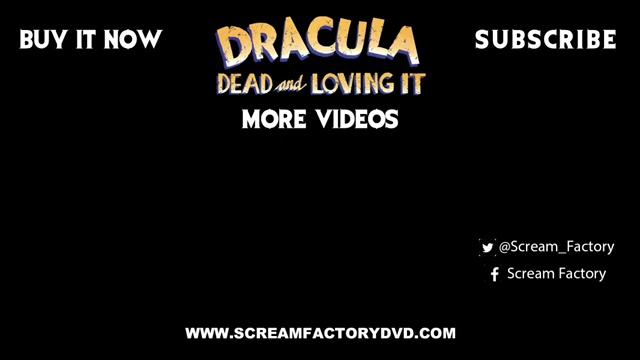 BUY IT NOW
DRACULA
DEAD and LOVING IT
SUBSCRIBE
MORE VIDEOS
@Scream_Factory
Scream Factory
WWW.SCREAMFACTORYDVD.COM